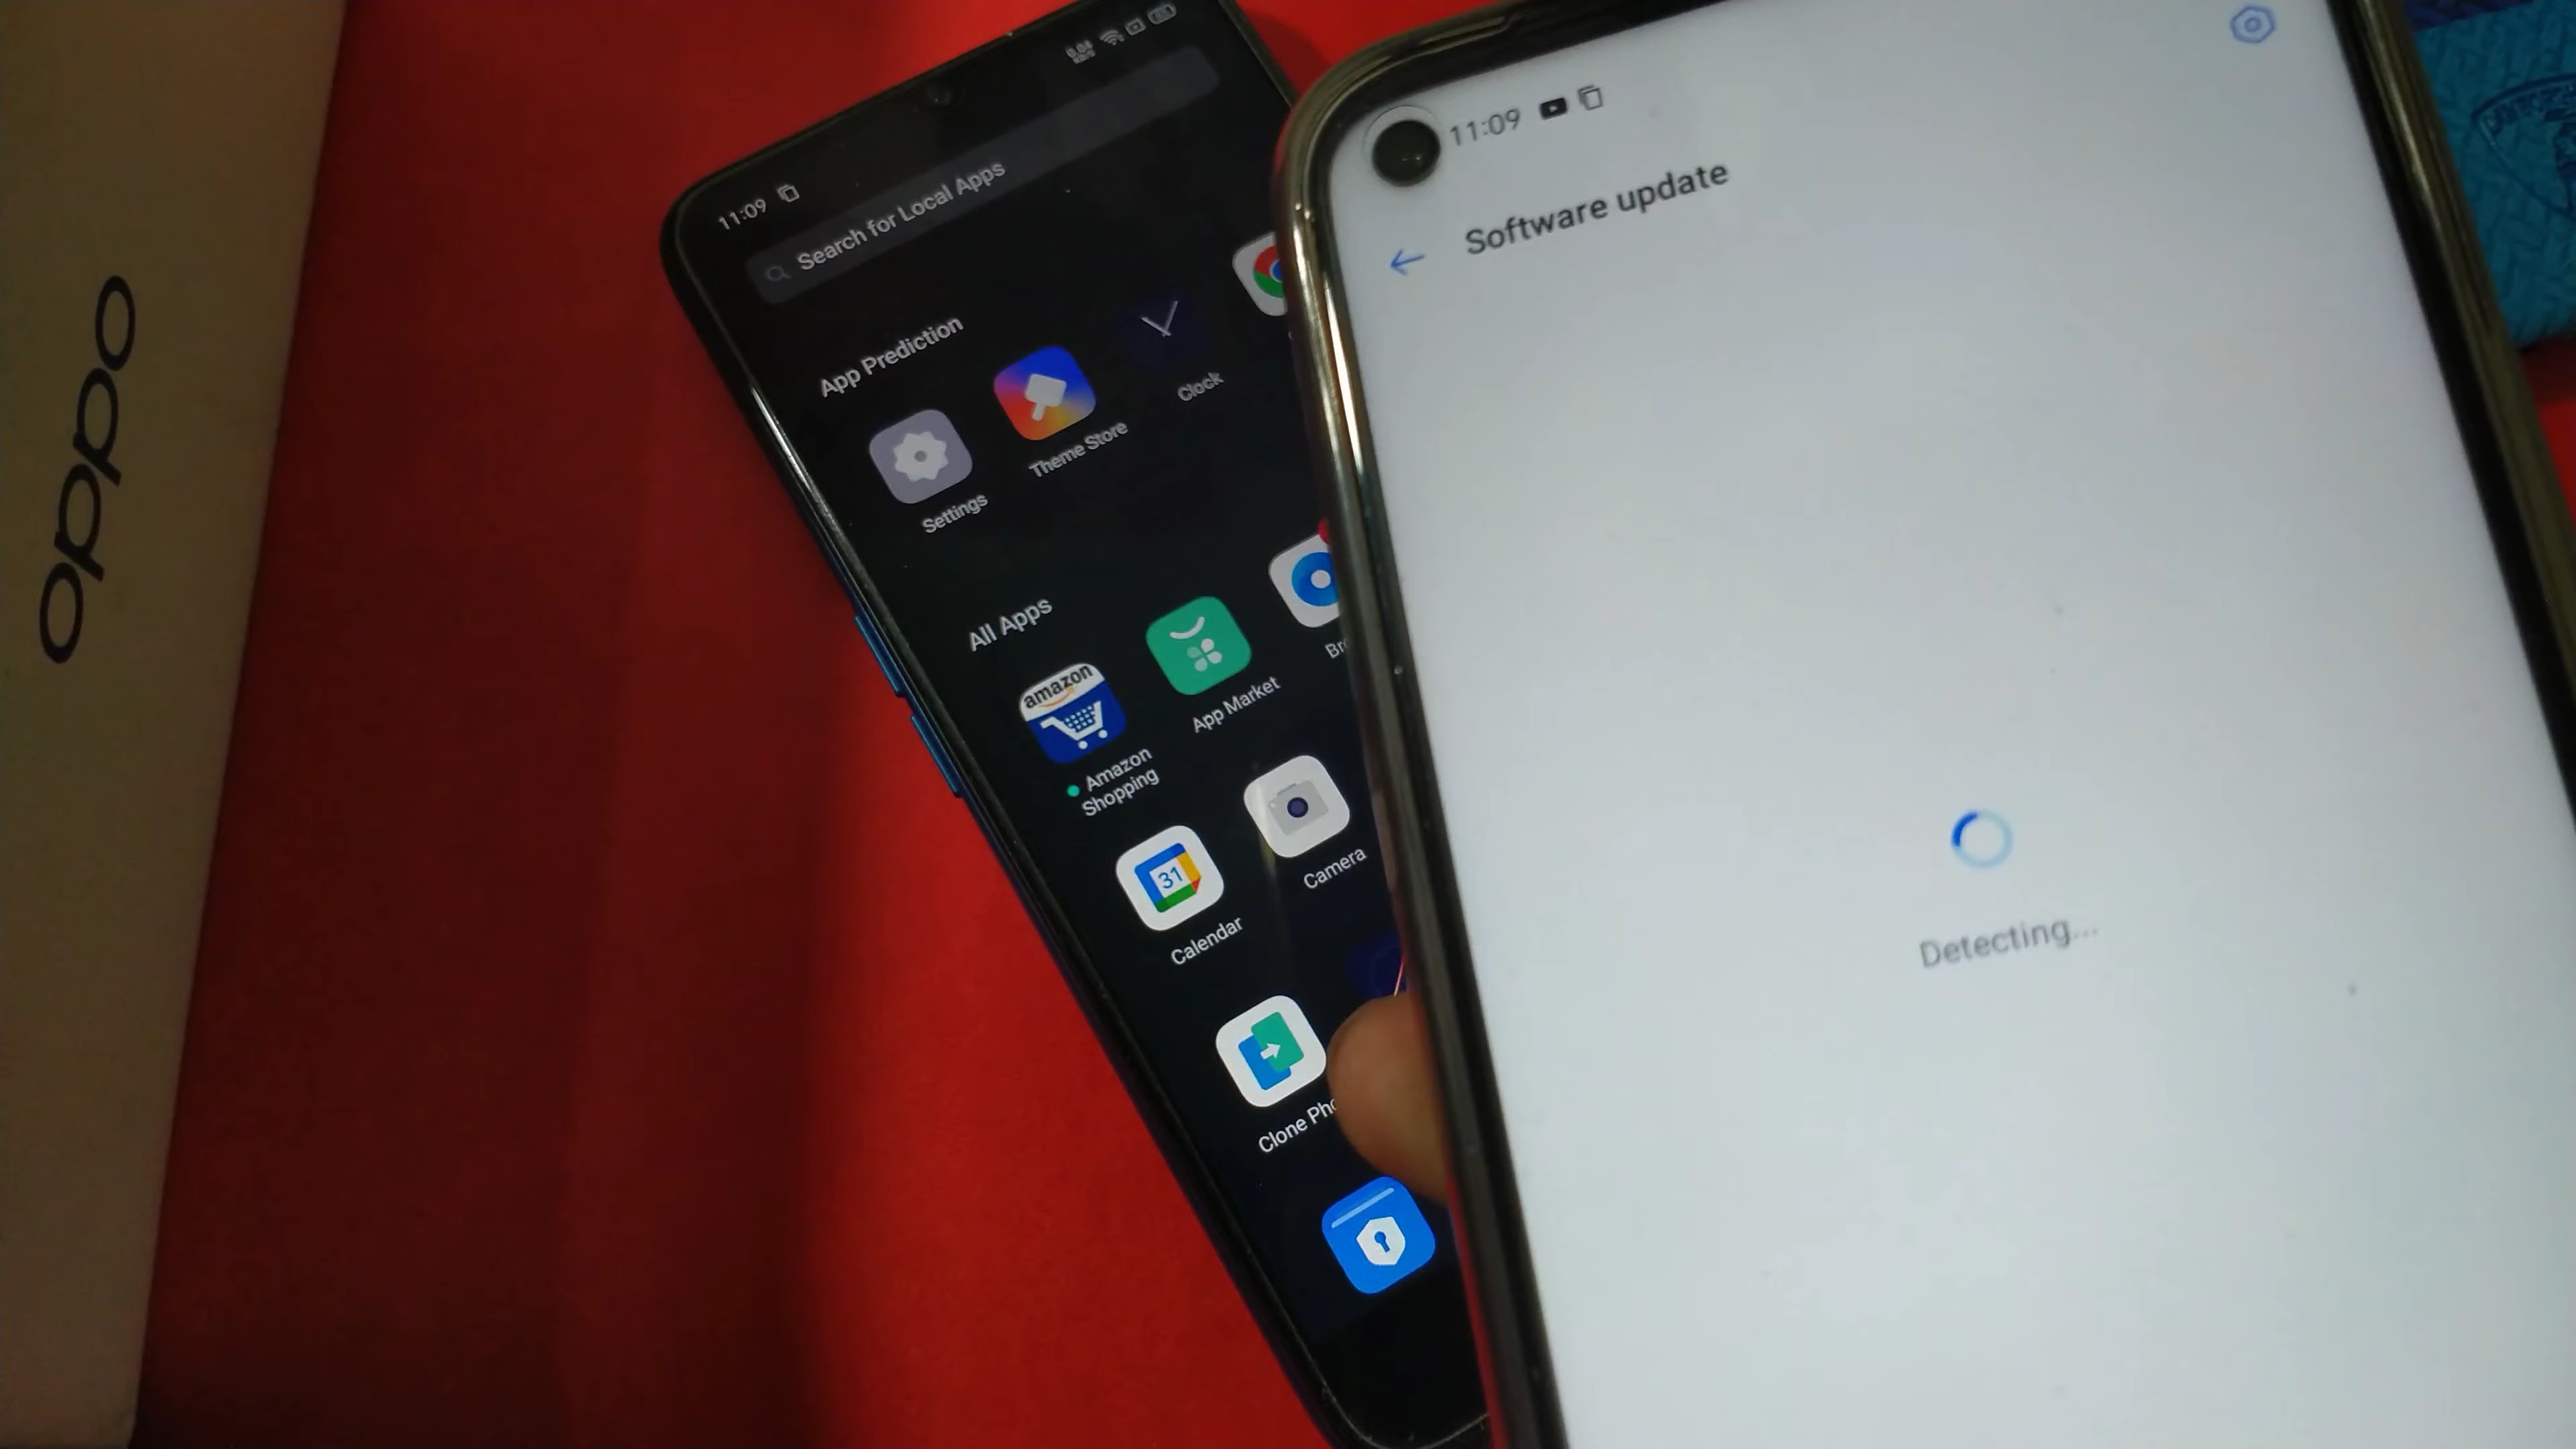 oppo
11:09
Search for Local Apps
App Prediction
Settings
Theme Store
Clock
All Apps
amazon
Amazon
Shopping
App Market
31
Calendar
Camera
Clone
11:09
Software update
Detecting...